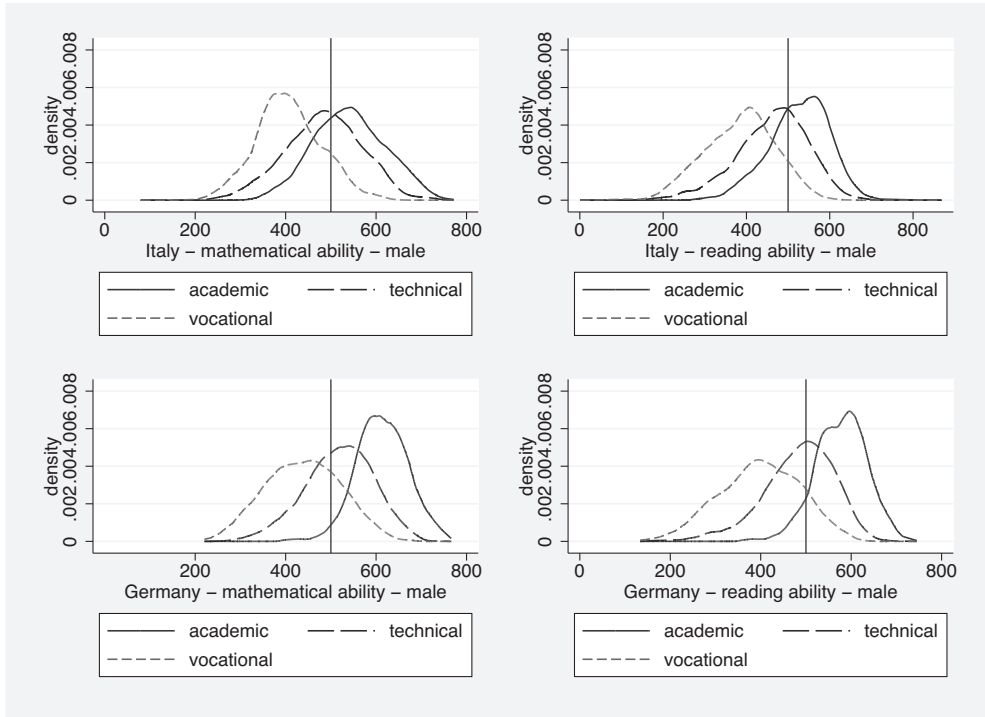 density
0 .002 .004 .006 .008
0 200 400 600 800
Italy – mathematical ability – male
academic technical
vocational
density
0 .002 .004 .006 .008
0 200 400 600 800
Italy – reading ability – male
academic technical
vocational
density
0 .002 .004 .006 .008
200 400 600 800
Germany – mathematical ability – male
academic technical
vocational
density
0 .002 .004 .006 .008
0 200 400 600 800
Germany – reading ability – male
academic technical
vocational